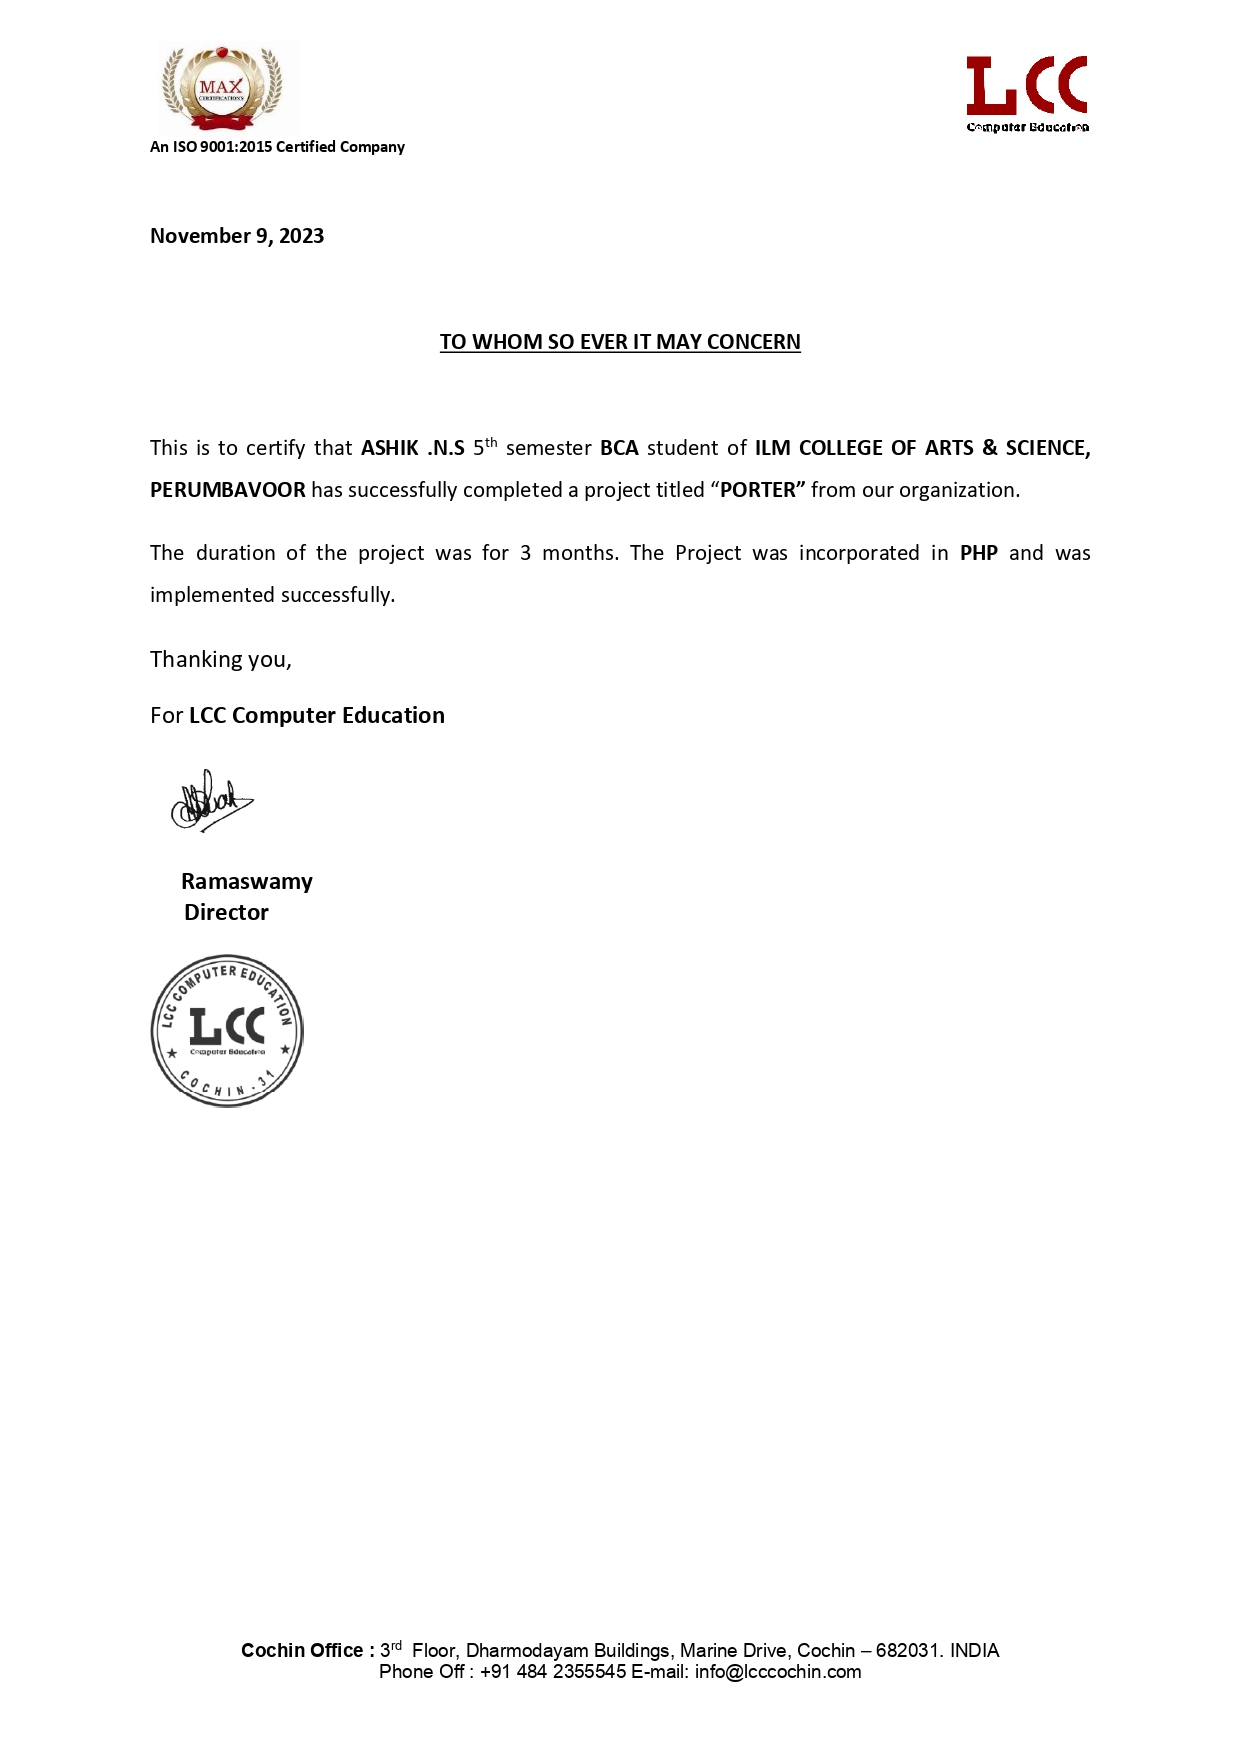 MAX
CERTIFICATIONS
LCC
Computer Education
An ISO 9001:2015 Certified Company
November 9, 2023
TO WHOM SO EVER IT MAY CONCERN
This is to certify that ASHIK .N.S 5th semester BCA student of ILM COLLEGE OF ARTS & SCIENCE,
PERUMBAVOOR has successfully completed a project titled “PORTER” from our organization.
The duration of the project was for 3 months. The Project was incorporated in PHP and was
implemented successfully.
Thanking you,
For LCC Computer Education
Ramaswamy
Director
LCC COMPUTER EDUCATION
LCC
Computer Education
COCHIN - 31
Cochin Office : 3rd Floor, Dharmodayam Buildings, Marine Drive, Cochin – 682031. INDIA
Phone Off : +91 484 2355545 E-mail: info@lcccochin.com